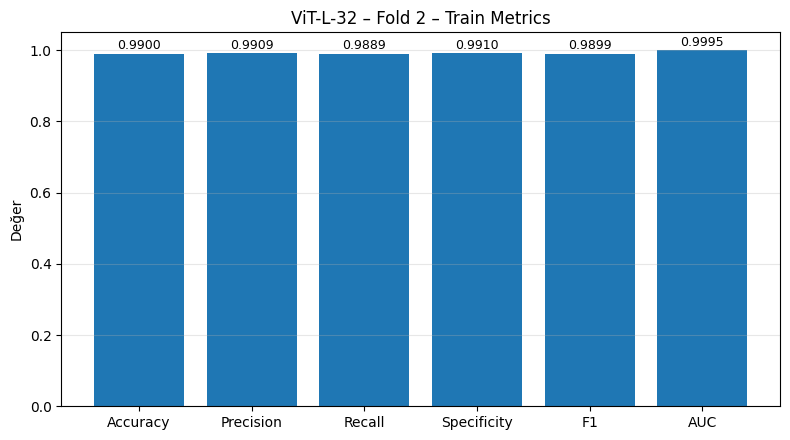 ViT-L-32 – Fold 2 – Train Metrics
Değer
1.0
0.8
0.6
0.4
0.2
0.0
0.9900 0.9909 0.9889 0.9910 0.9899 0.9995
Accuracy Precision Recall Specificity F1 AUC